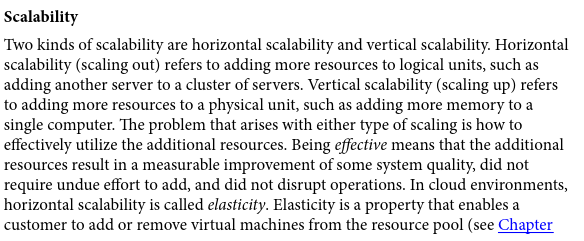 Scalability
Two kinds of scalability are horizontal scalability and vertical scalability. Horizontal
scalability (scaling out) refers to adding more resources to logical units, such as
adding another server to a cluster of servers. Vertical scalability (scaling up) refers
to adding more resources to a physical unit, such as adding more memory to a
single computer. The problem that arises with either type of scaling is how to
effectively utilize the additional resources. Being effective means that the additional
resources result in a measurable improvement of some system quality, did not
require undue effort to add, and did not disrupt operations. In cloud environments,
horizontal scalability is called elasticity. Elasticity is a property that enables a
customer to add or remove virtual machines from the resource pool (see Chapter